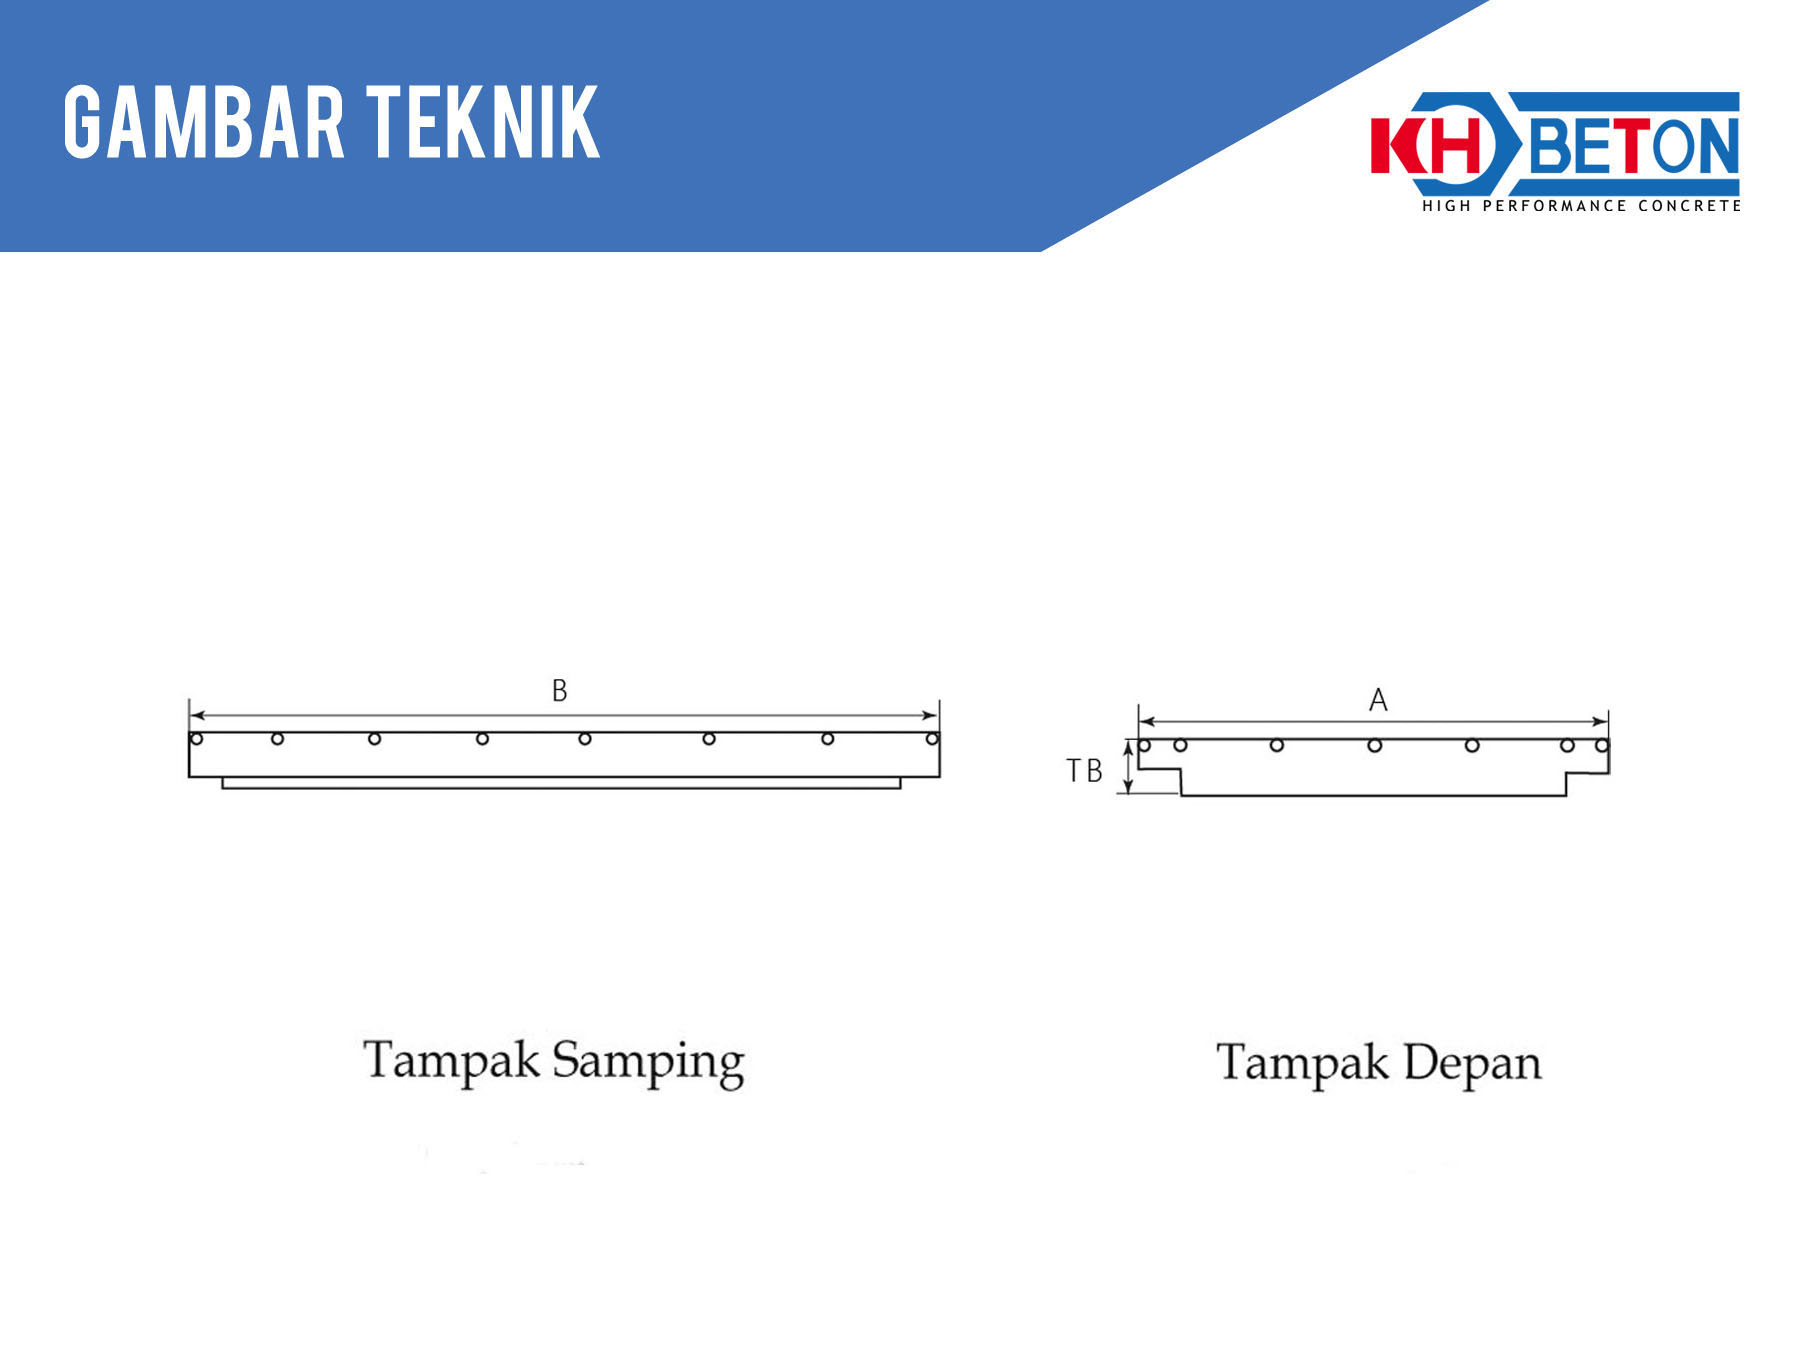 GAMBAR TEKNIK
KH BETON
HIGH PERFORMANCE CONCRETE
B
A
TB
Tampak Samping
Tampak Depan